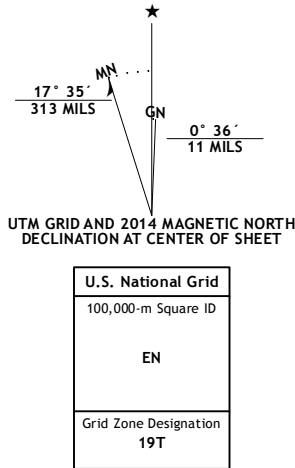 ★
MN
17° 35´
313 MILS
GN
0° 36´
11 MILS
UTM GRID AND 2014 MAGNETIC NORTH
DECLINATION AT CENTER OF SHEET
U.S. National Grid
100,000-m Square ID
EN
Grid Zone Designation
19T